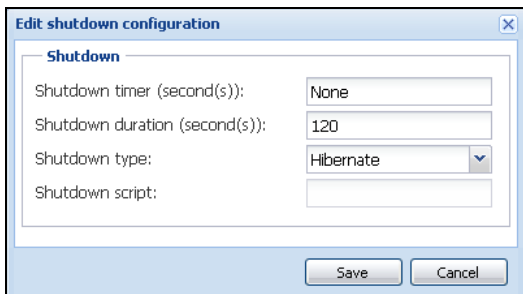 Edit shutdown configuration
Shutdown
Shutdown timer (second(s)): None
Shutdown duration (second(s)): 120
Shutdown type: Hibernate
Shutdown script:
Save Cancel